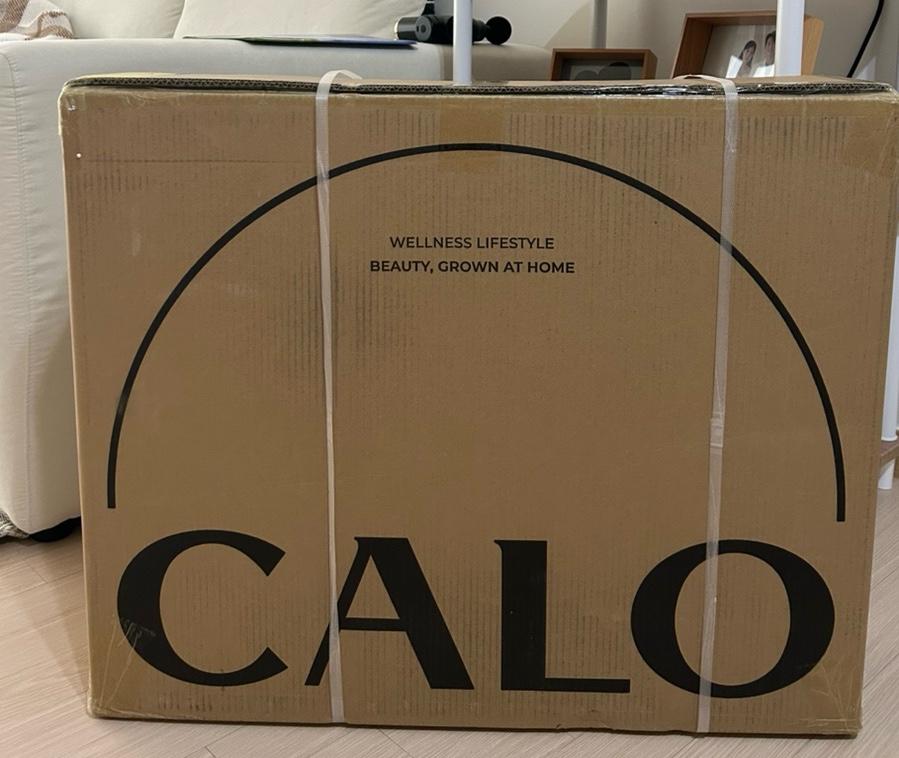 WELLNESS LIFESTYLE
BEAUTY, GROWN AT HOME
CALO